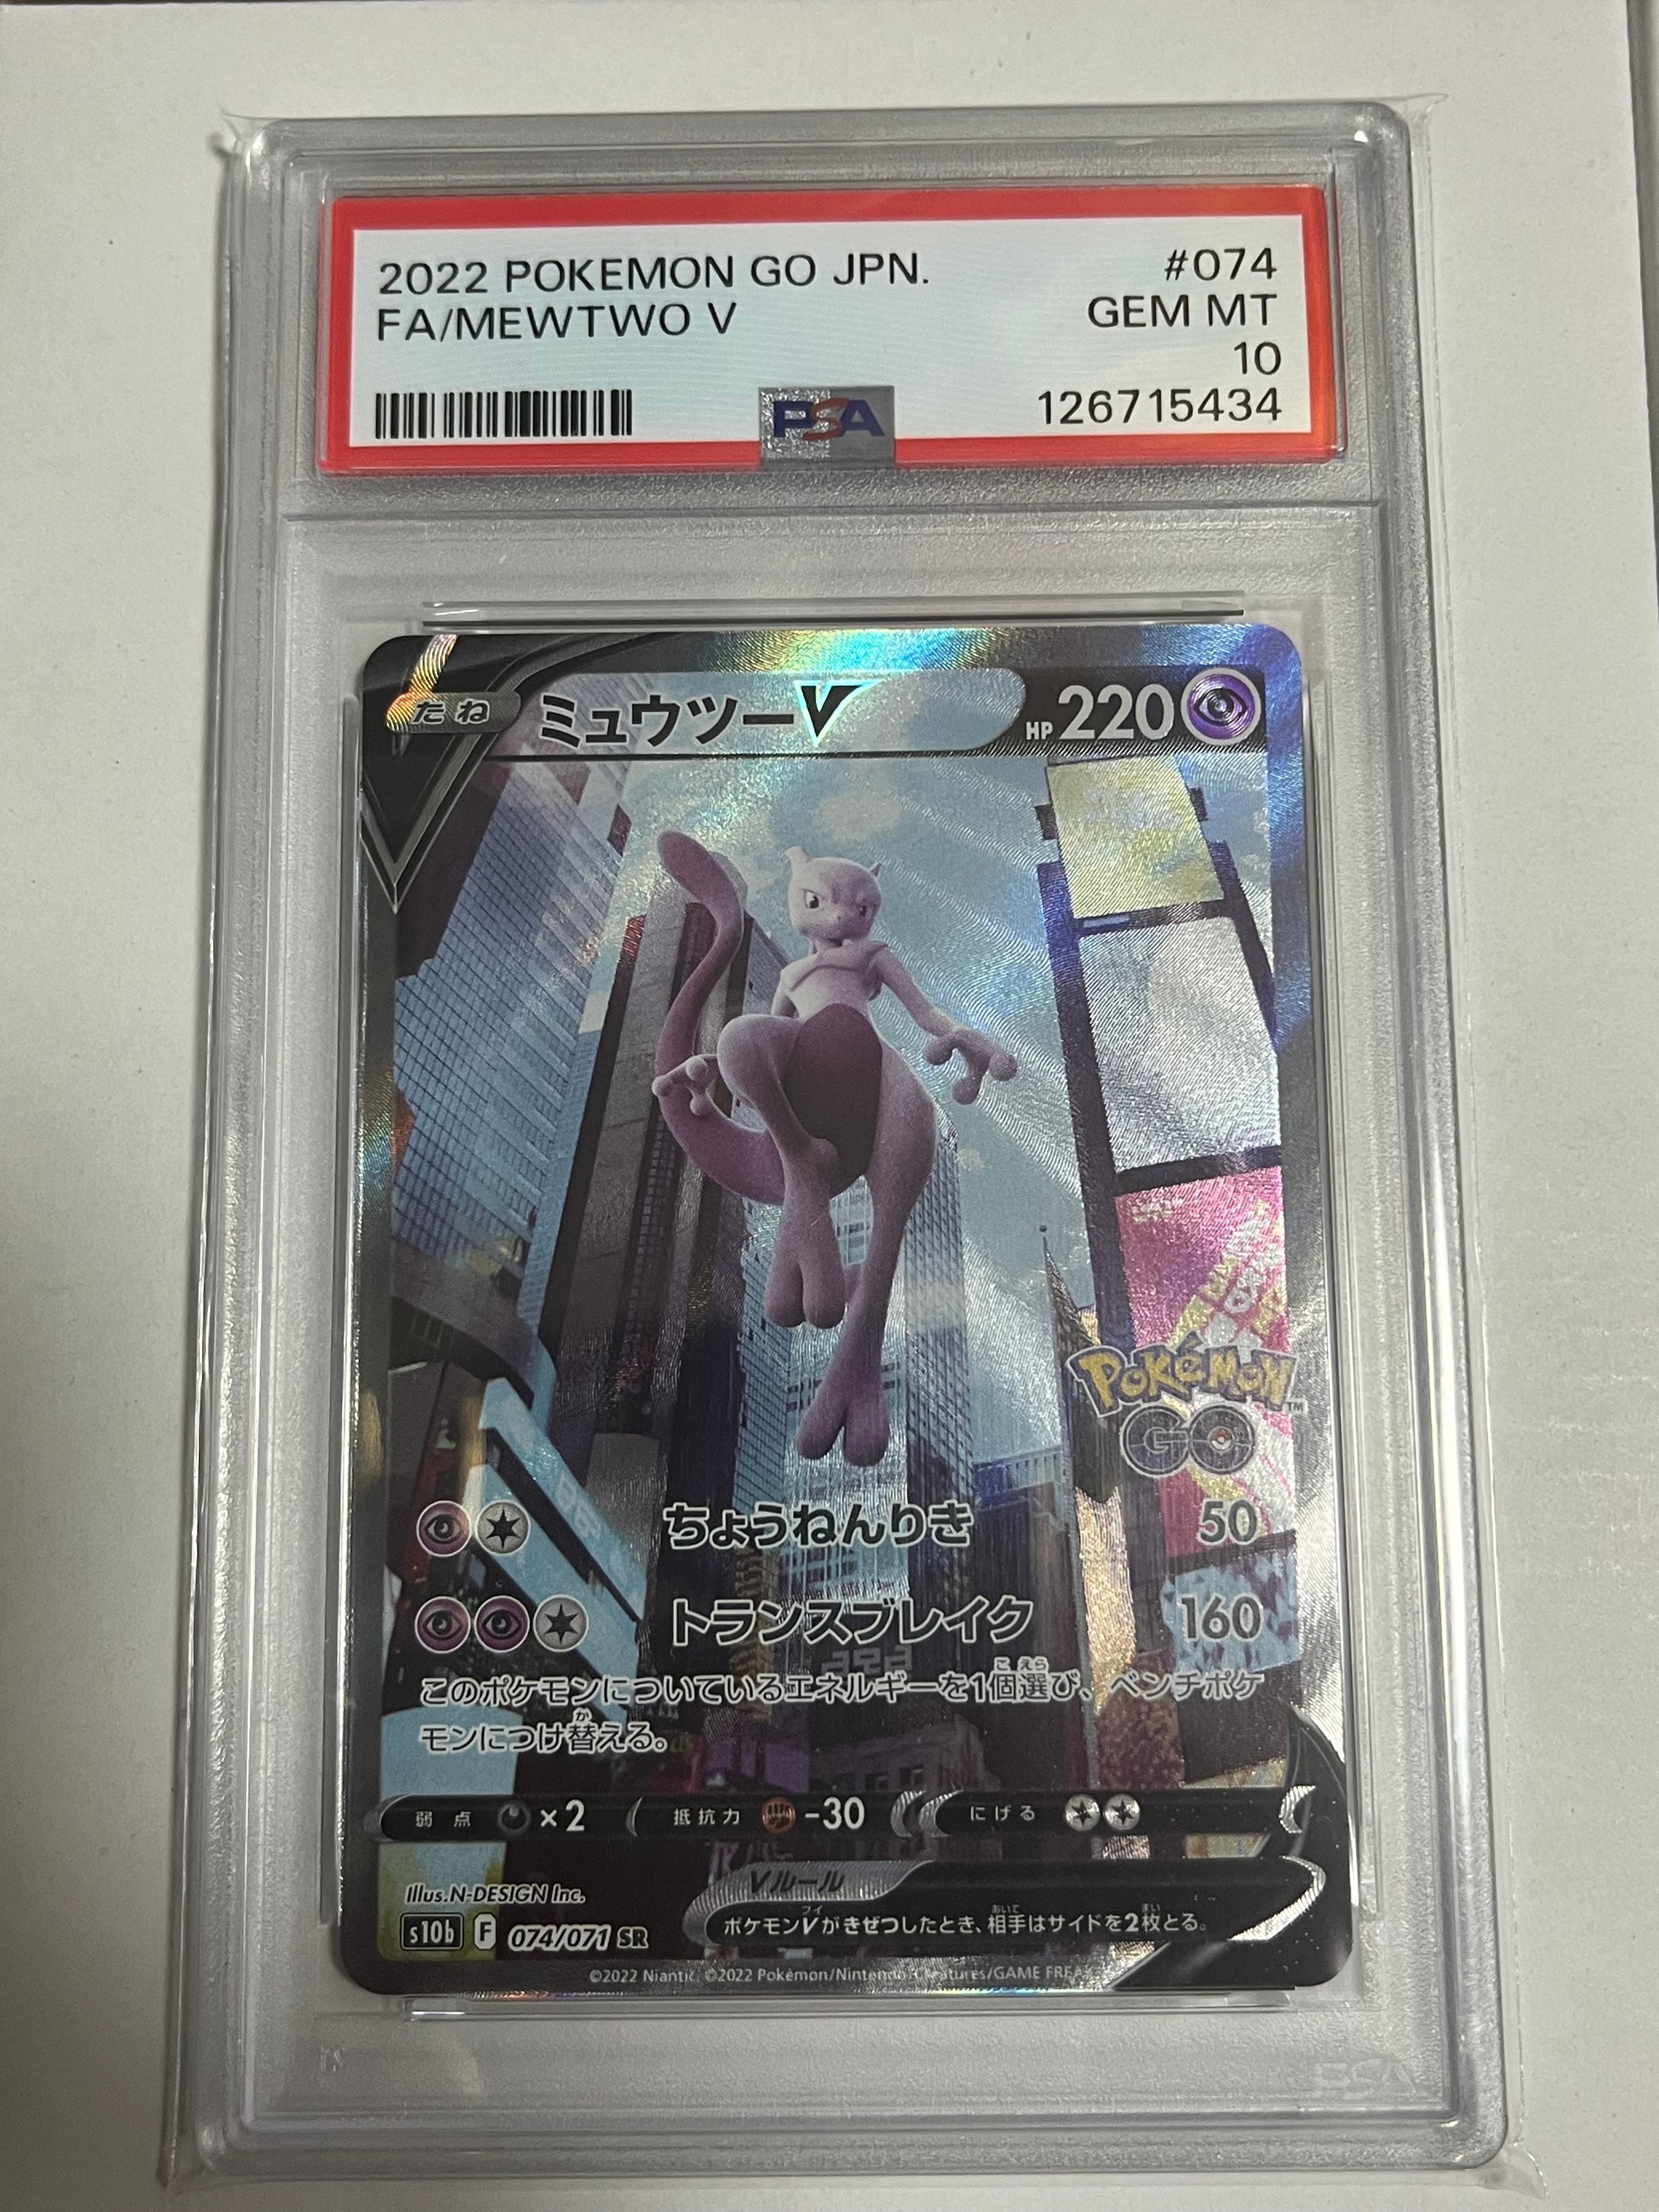 2022 POKEMON GO JPN. #074
FA/MEWTWO V GEM MT
10
PSA 126715434
たね ミュウツーV HP 220
POKéMON™
GO
ちょうねんりき 50
トランスブレイク 160
このポケモンについているエネルギーを1個選び、ベンチポケ
モンにつけ替える。
弱点 ×2 抵抗力 -30 にげる
Vルール
Illus.N-DESIGN Inc.
ポケモンVがきぜつしたとき、相手はサイドを2枚とる。
s10b F 074/071 SR
©2022 Niantic. ©2022 Pokémon/Nintendo/Creatures/GAME FREAK
PSA